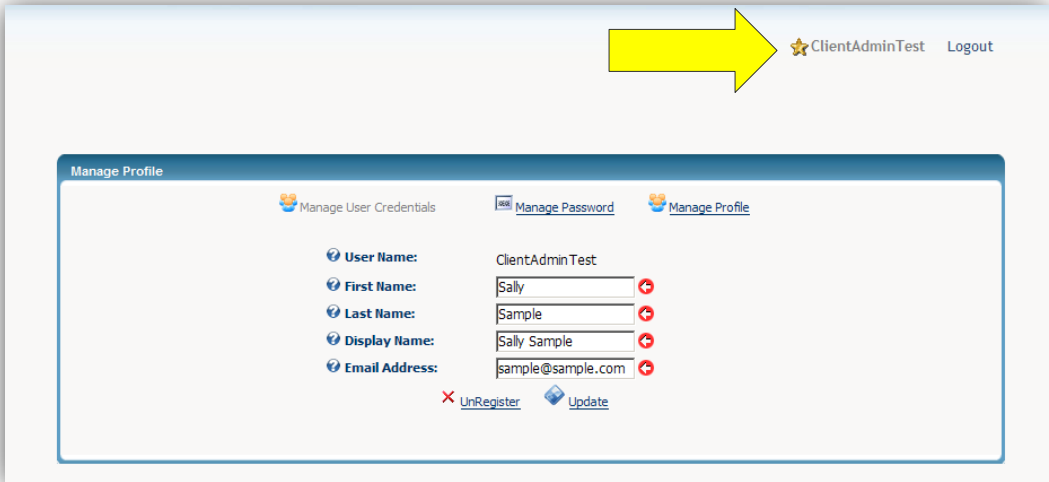 ClientAdminTest Logout
Manage Profile
Manage User Credentials Manage Password Manage Profile
User Name: ClientAdminTest
First Name: Sally
Last Name: Sample
Display Name: Sally Sample
Email Address: sample@sample.com
UnRegister Update